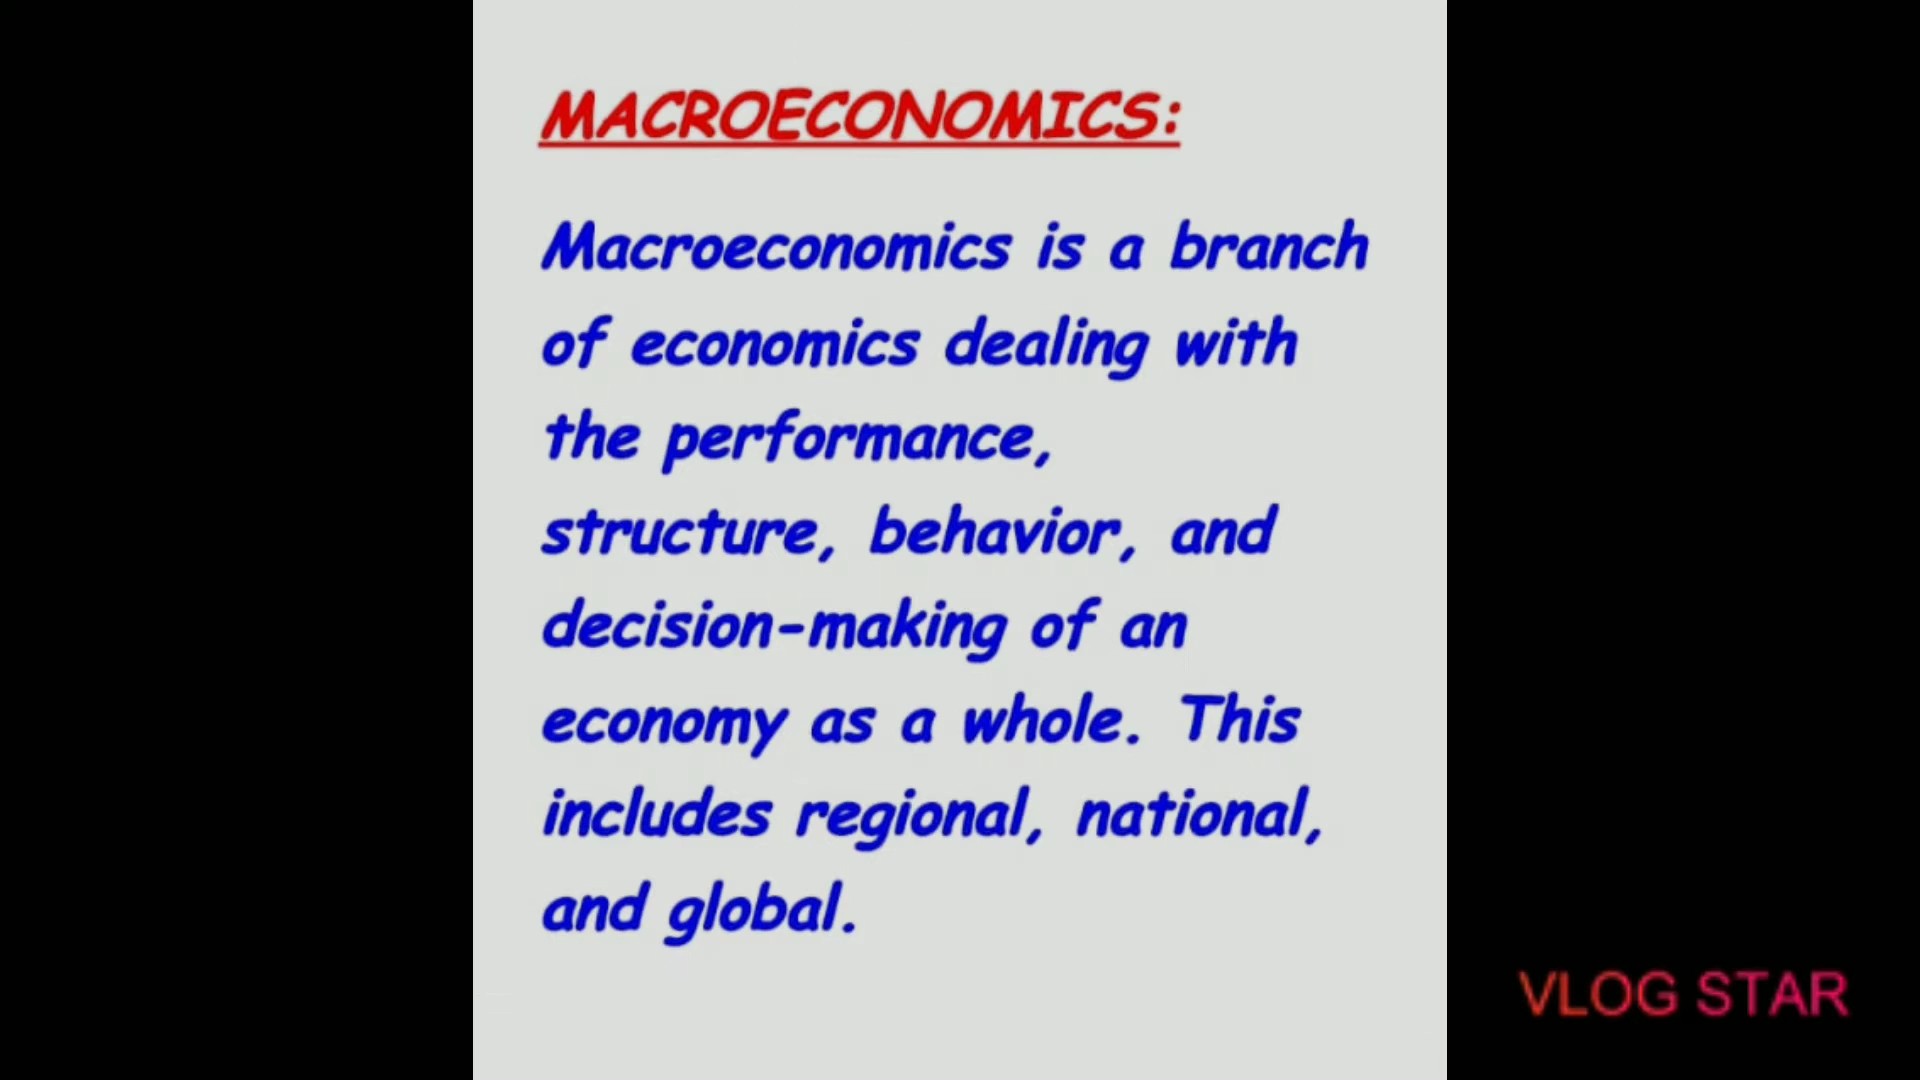 MACROECONOMICS:
Macroeconomics is a branch
of economics dealing with
the performance,
structure, behavior, and
decision-making of an
economy as a whole. This
includes regional, national,
and global.
VLOG STAR